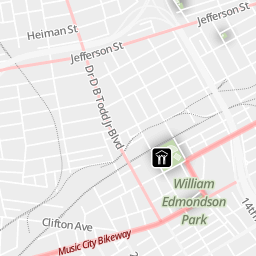 Jefferson St
Heiman St
Jefferson St
Dr D B Todd Jr Blvd
William
Edmondson
Park
14th
Clifton Ave
Music City Bikeway